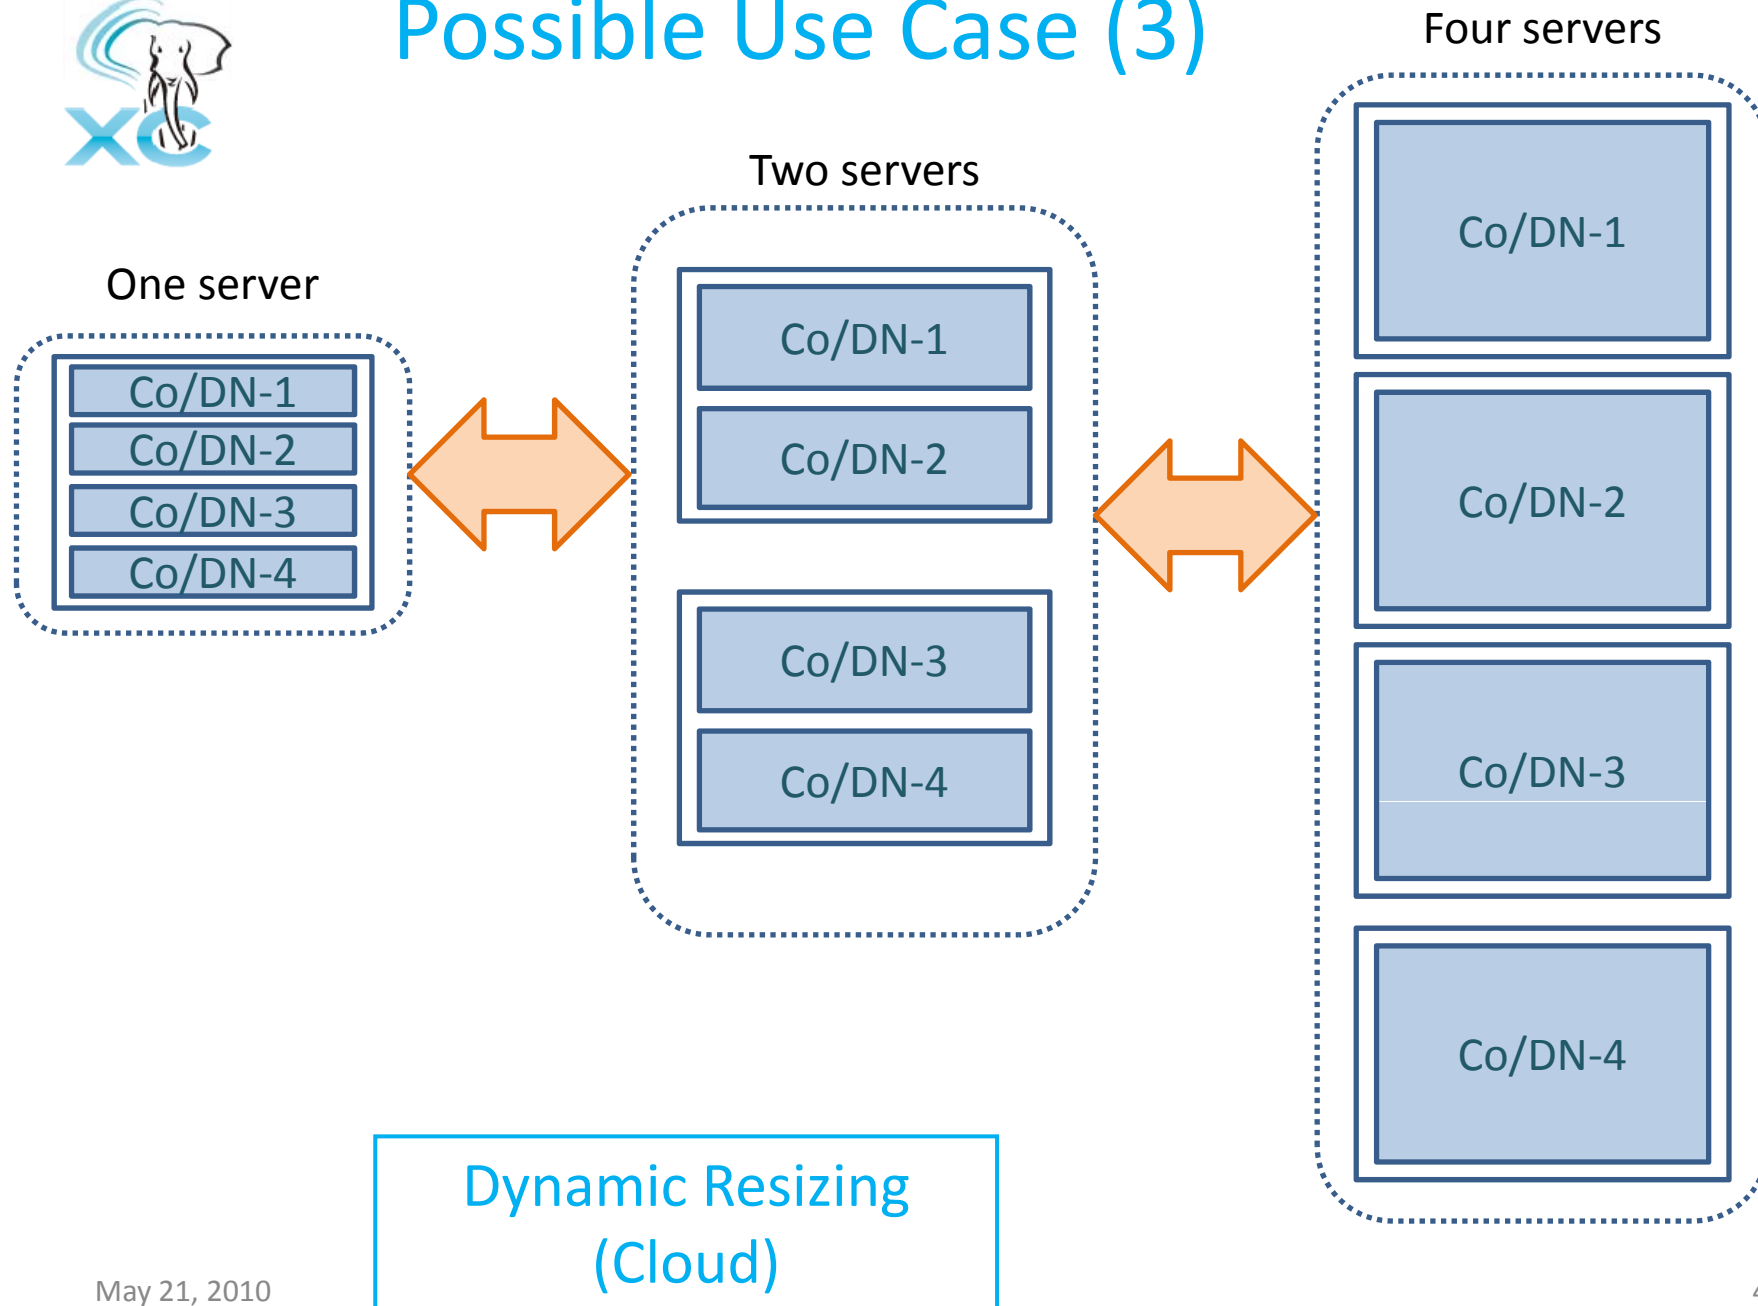 Possible Use Case (3)
Four servers
Two servers
One server
XC
Co/DN-1
Co/DN-2
Co/DN-3
Co/DN-4
Co/DN-1
Co/DN-2
Co/DN-3
Co/DN-4
Co/DN-1
Co/DN-2
Co/DN-3
Co/DN-4
Dynamic Resizing
(Cloud)
May 21, 2010